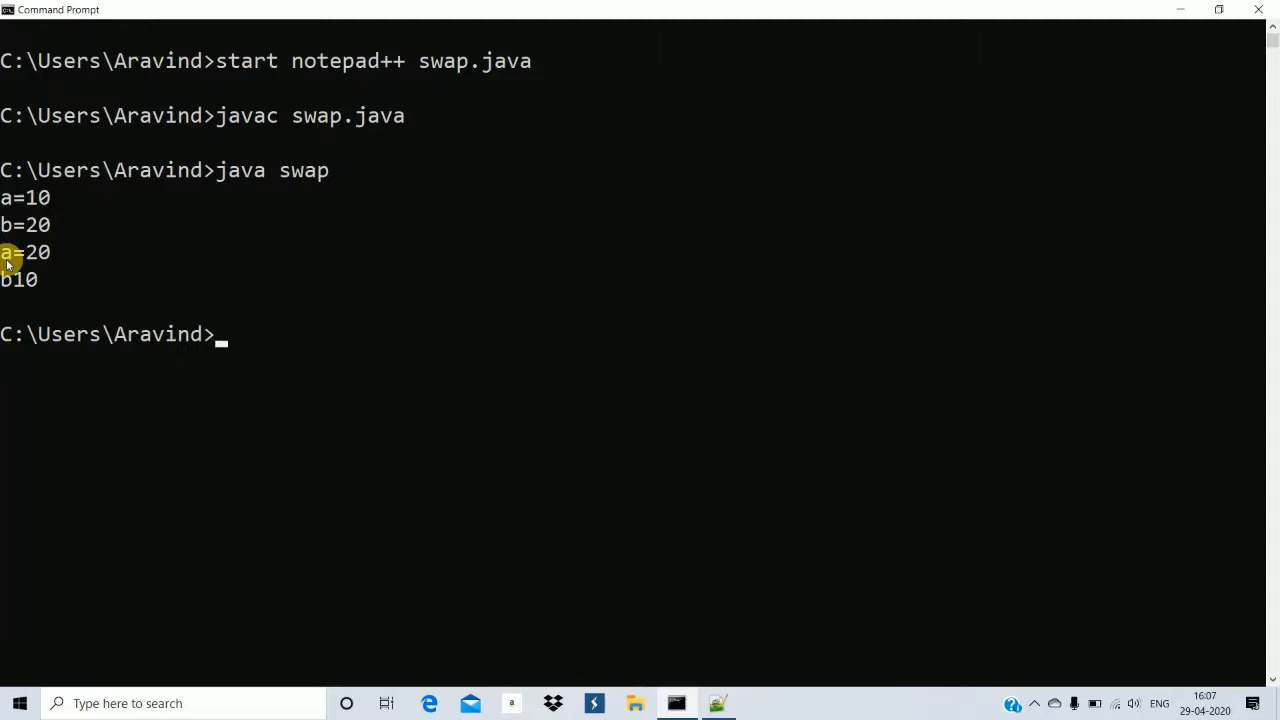 Command Prompt
C:\Users\Aravind>start notepad++ swap.java
C:\Users\Aravind>javac swap.java
C:\Users\Aravind>java swap
a=10
b=20
a=20
b10
C:\Users\Aravind>
Type here to search
a
ENG
16:07
29-04-2020